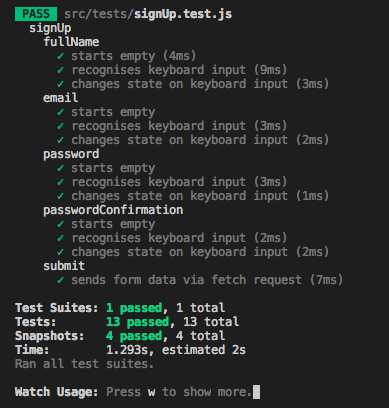 PASS src/tests/signUp.test.js
signUp
fullName
✓ starts empty (4ms)
✓ recognises keyboard input (9ms)
✓ changes state on keyboard input (3ms)
email
✓ starts empty
✓ recognises keyboard input (3ms)
✓ changes state on keyboard input (2ms)
password
✓ starts empty
✓ recognises keyboard input (3ms)
✓ changes state on keyboard input (1ms)
passwordConfirmation
✓ starts empty
✓ recognises keyboard input (2ms)
✓ changes state on keyboard input (2ms)
submit
✓ sends form data via fetch request (7ms)
Test Suites: 1 passed, 1 total
Tests: 13 passed, 13 total
Snapshots: 4 passed, 4 total
Time: 1.293s, estimated 2s
Ran all test suites.
Watch Usage: Press w to show more.